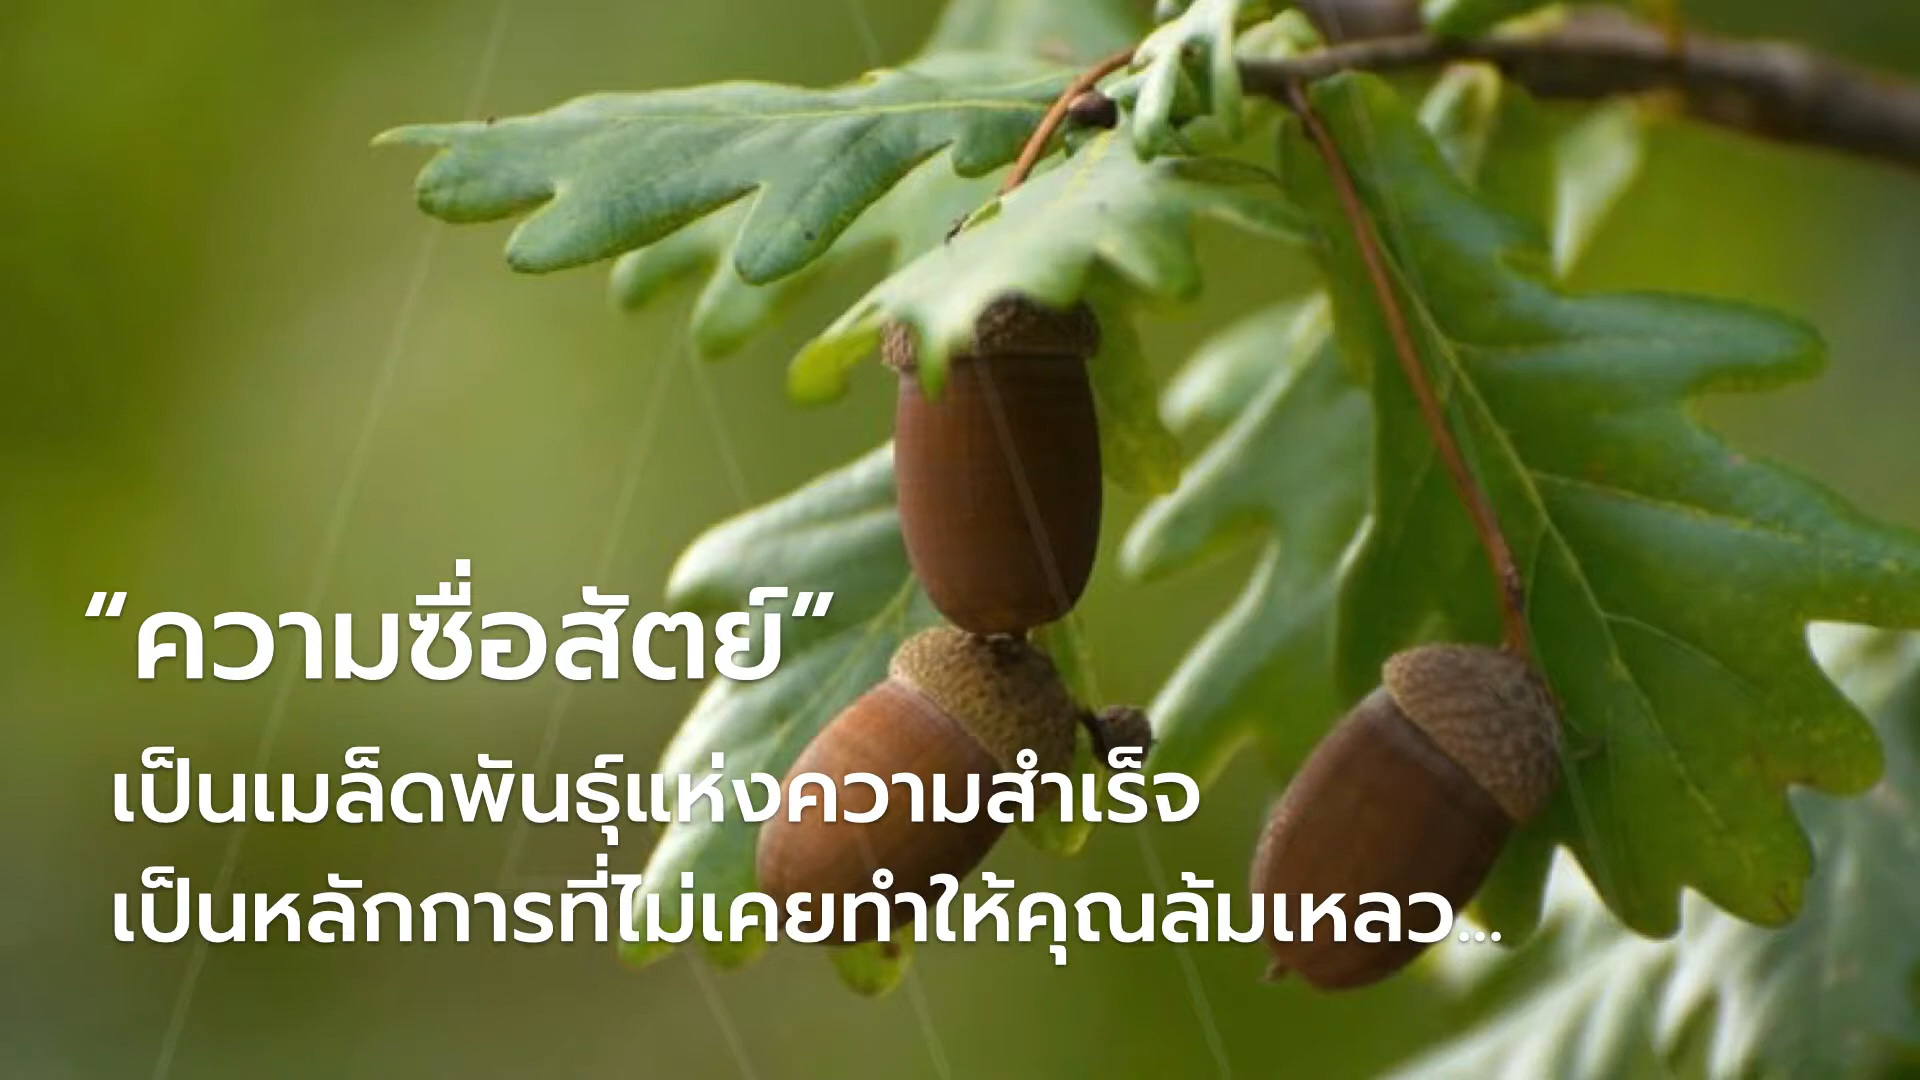 “ความซื่อสัตย์”
เป็นเมล็ดพันธุ์แห่งความสำเร็จ
เป็นหลักการที่ไม่เคยทำให้คุณล้มเหลว...